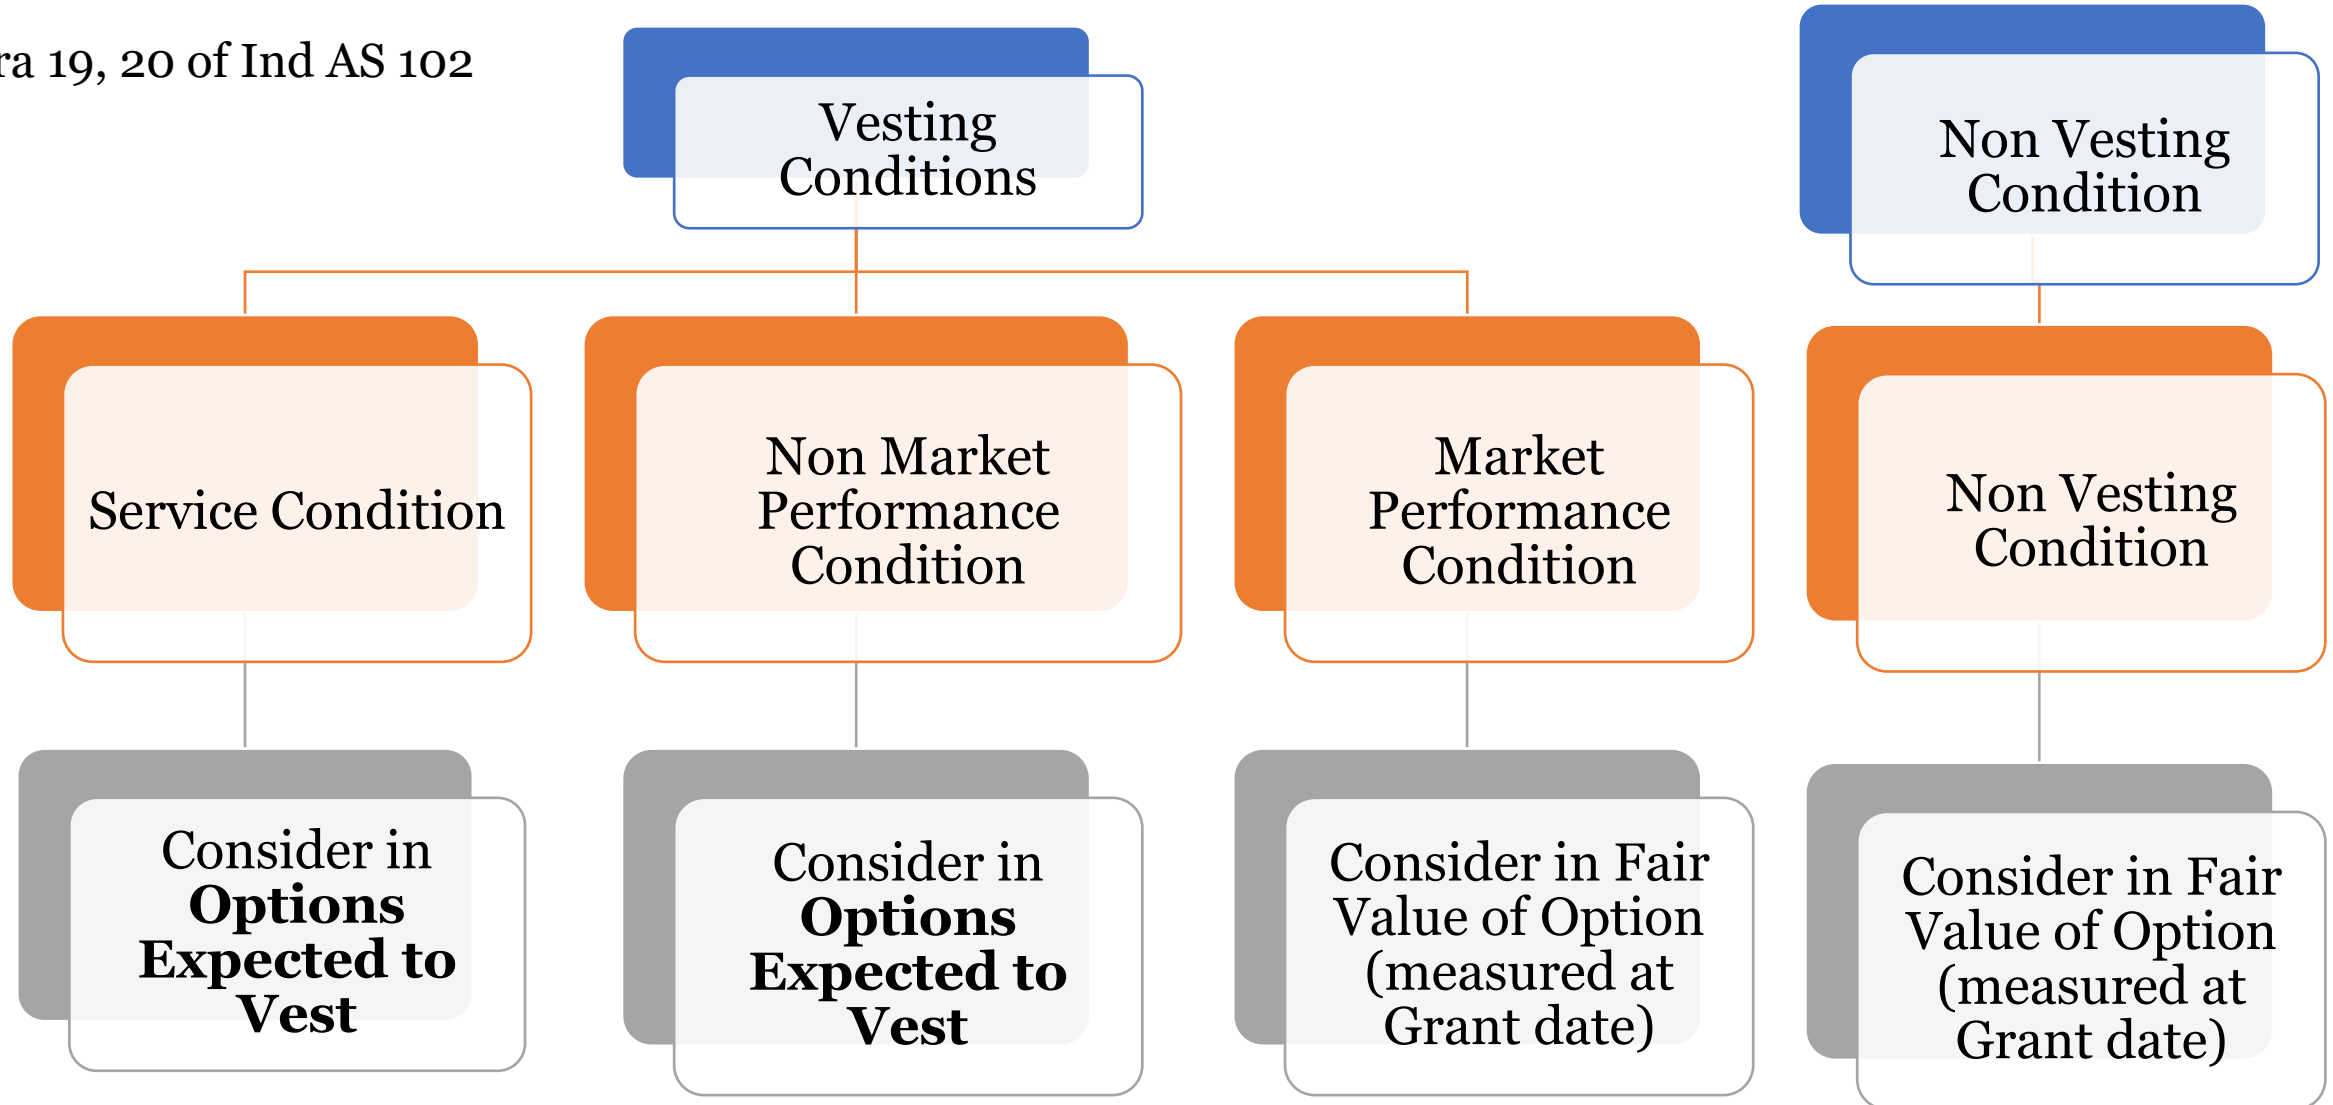 ra 19, 20 of Ind AS 102
Vesting
Conditions
Non Vesting
Condition
Service Condition
Non Market
Performance
Condition
Market
Performance
Condition
Non Vesting
Condition
Consider in
Options
Expected to
Vest
Consider in
Options
Expected to
Vest
Consider in Fair
Value of Option
(measured at
Grant date)
Consider in Fair
Value of Option
(measured at
Grant date)